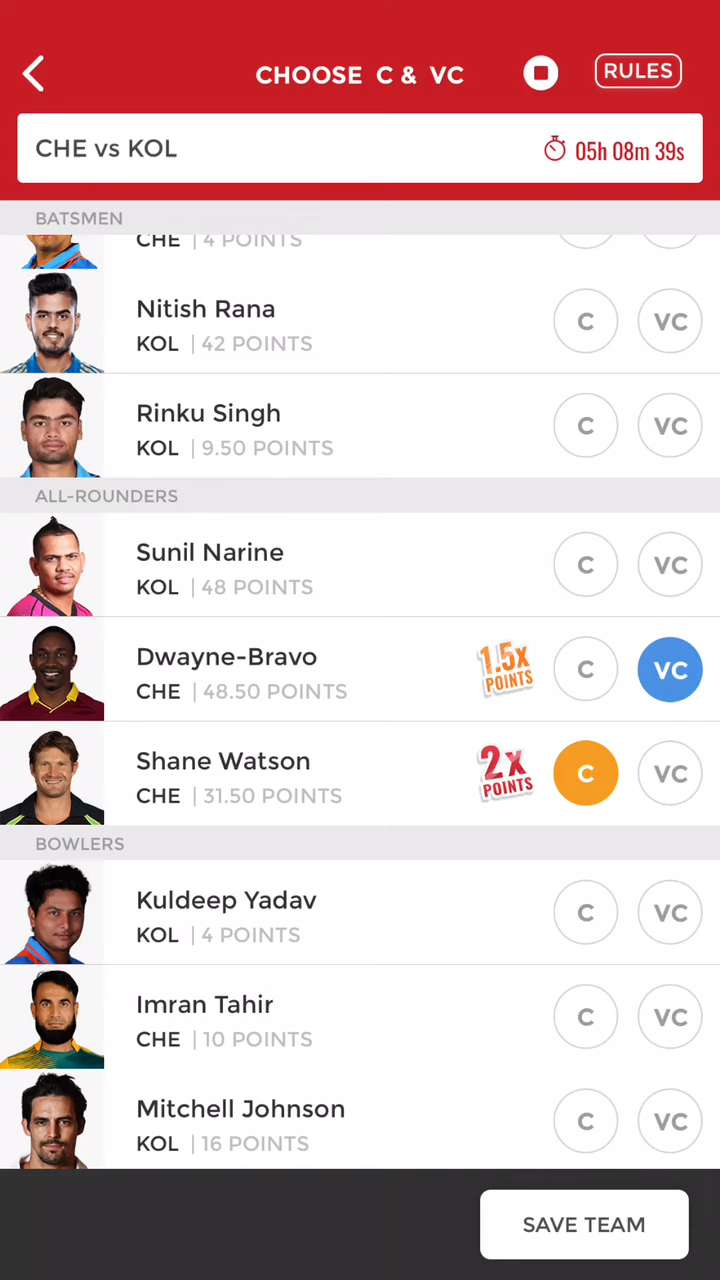 CHOOSE C & VC
RULES
CHE vs KOL
05h 08m 39s
BATSMEN
CHE | 4 POINTS
Nitish Rana
KOL | 42 POINTS
C VC
Rinku Singh
KOL | 9.50 POINTS
C VC
ALL-ROUNDERS
Sunil Narine
KOL | 48 POINTS
C VC
Dwayne-Bravo
CHE | 48.50 POINTS
1.5x
POINTS
C VC
Shane Watson
CHE | 31.50 POINTS
2x
POINTS
C VC
BOWLERS
Kuldeep Yadav
KOL | 4 POINTS
C VC
Imran Tahir
CHE | 10 POINTS
C VC
Mitchell Johnson
KOL | 16 POINTS
C VC
SAVE TEAM